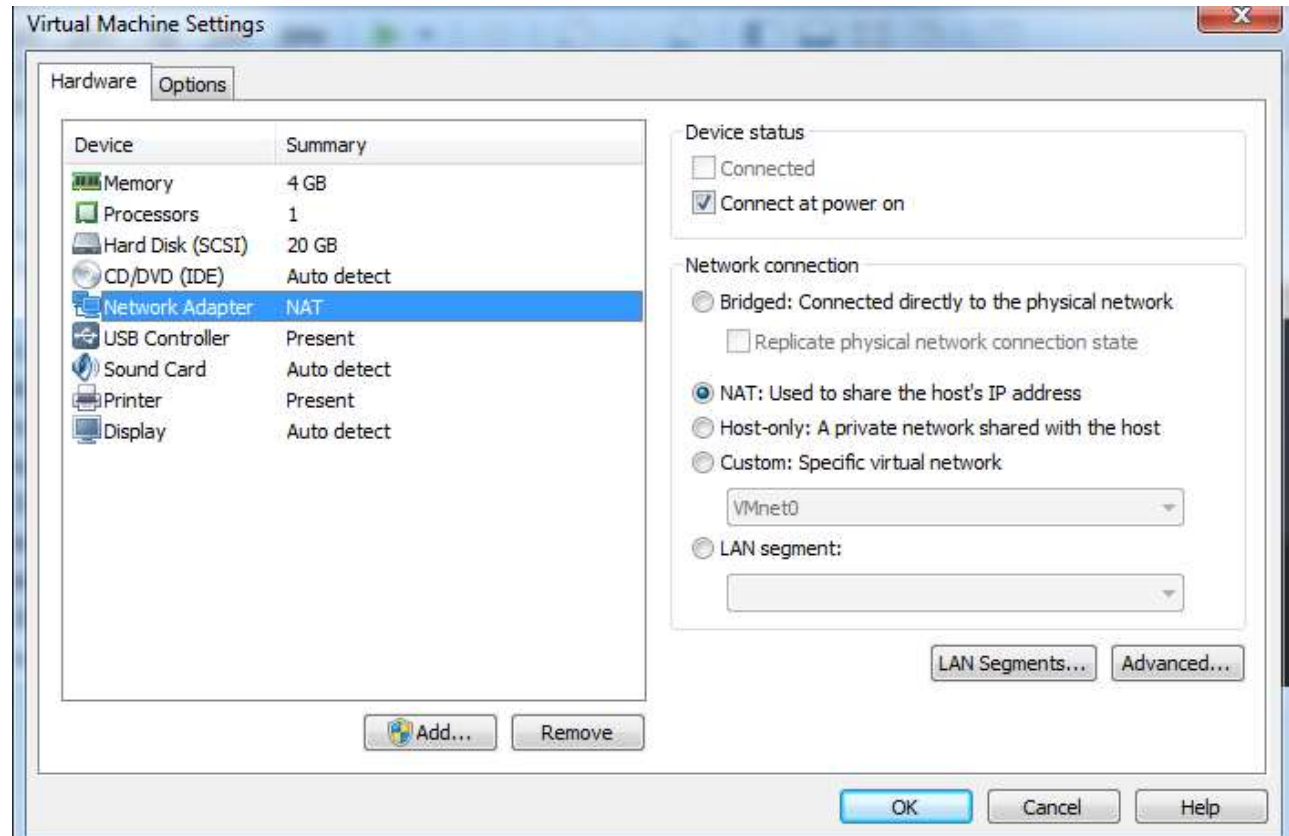 Virtual Machine Settings
Hardware Options
Device Summary
Memory 4 GB
Processors 1
Hard Disk (SCSI) 20 GB
CD/DVD (IDE) Auto detect
Network Adapter NAT
USB Controller Present
Sound Card Auto detect
Printer Present
Display Auto detect
Add... Remove
Device status
Connected
Connect at power on
Network connection
Bridged: Connected directly to the physical network
Replicate physical network connection state
NAT: Used to share the host's IP address
Host-only: A private network shared with the host
Custom: Specific virtual network
VMnet0
LAN segment:
LAN Segments... Advanced...
OK Cancel Help